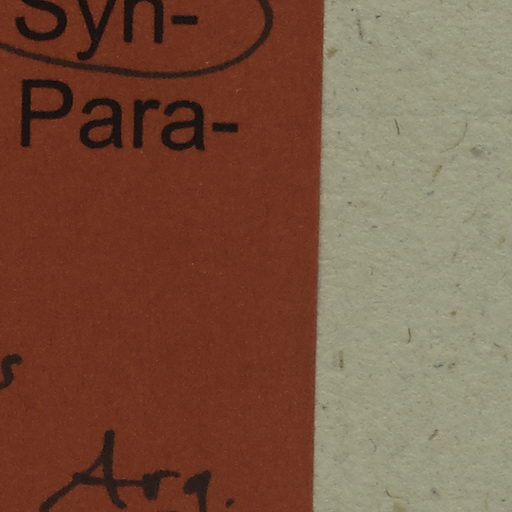 Syn-
Para-
s
Arg.